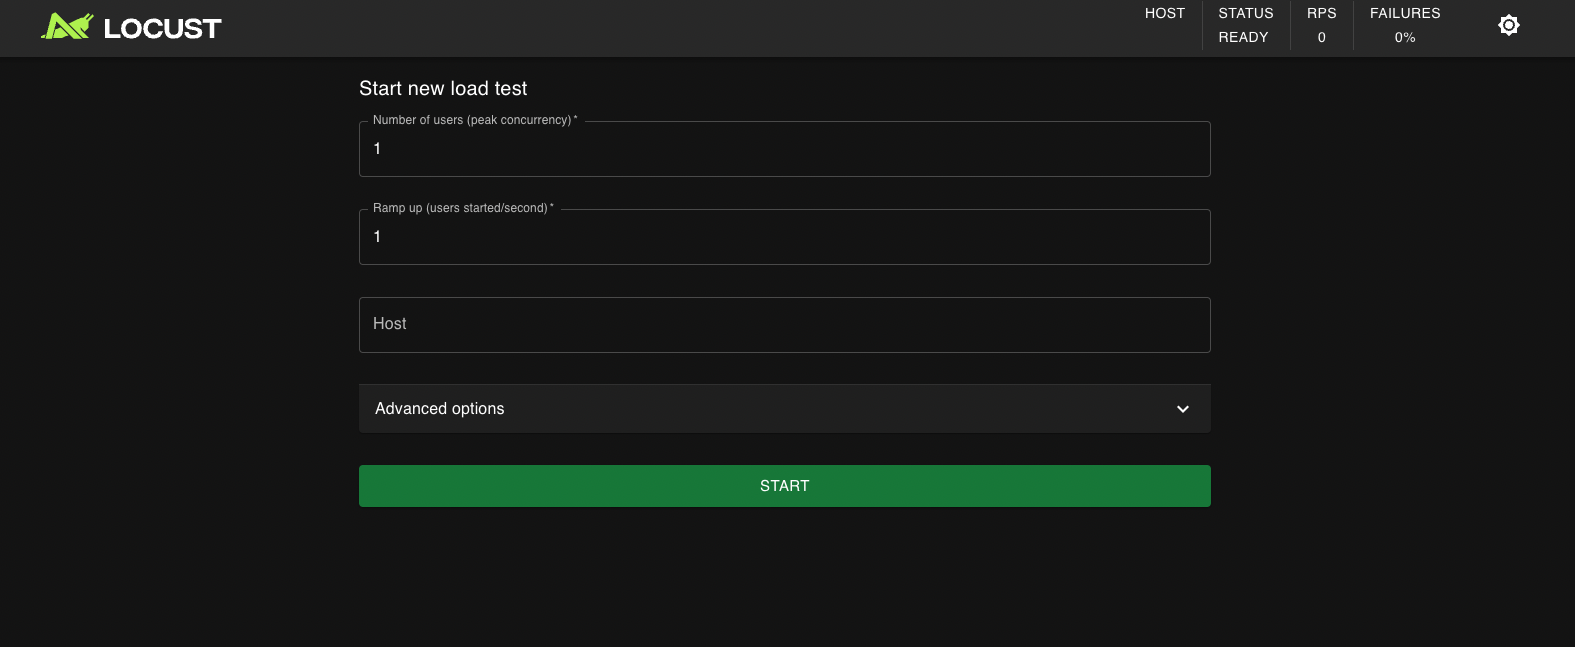 LOCUST
HOST
STATUS
READY
RPS
0
FAILURES
0%
Start new load test
Number of users (peak concurrency) *
1
Ramp up (users started/second) *
1
Host
Advanced options
START